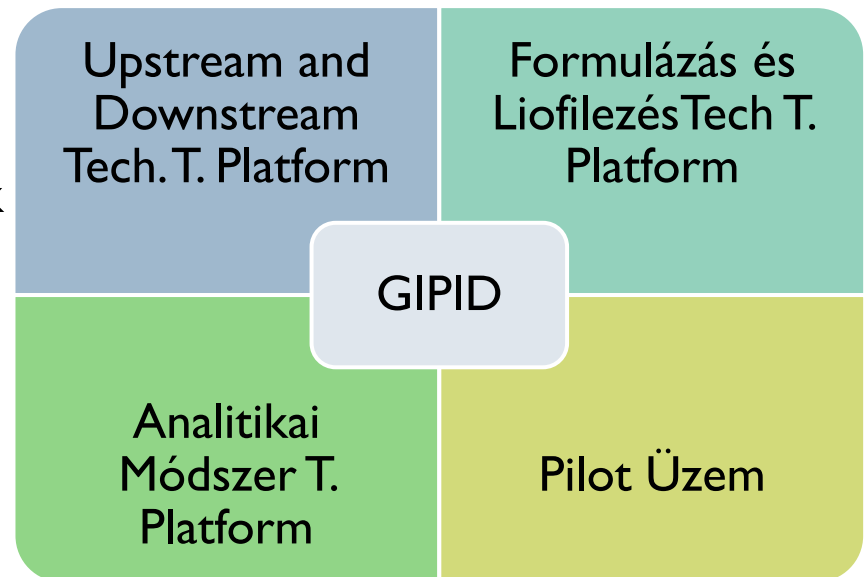 Upstream and
Downstream
Tech. T. Platform
Formulázás és
LiofilezésTech T.
Platform
k
GIPID
Analitikai
Módszer T.
Platform
Pilot Üzem